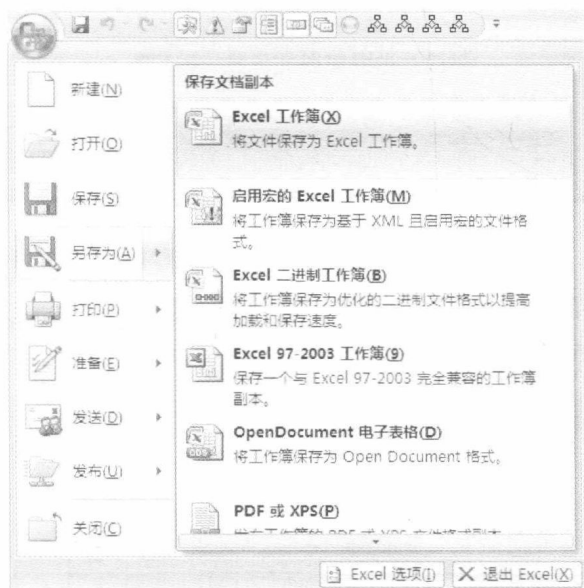 新建(N)
打开(O)
保存(S)
另存为(A)
打印(P)
准备(E)
发送(D)
发布(U)
关闭(C)
保存文档副本
Excel 工作簿(X)
将文件保存为 Excel 工作簿。
启用宏的 Excel 工作簿(M)
将工作簿保存为基于 XML 且启用宏的文件格
式。
Excel 二进制工作簿(B)
将工作簿保存为优化的二进制文件格式以提高
加载和保存速度。
Excel 97-2003 工作簿(9)
保存一个与 Excel 97-2003 完全兼容的工作簿
副本。
OpenDocument 电子表格(D)
将工作簿保存为 Open Document 格式。
PDF 或 XPS(P)
Excel 选项(I)
退出 Excel(X)